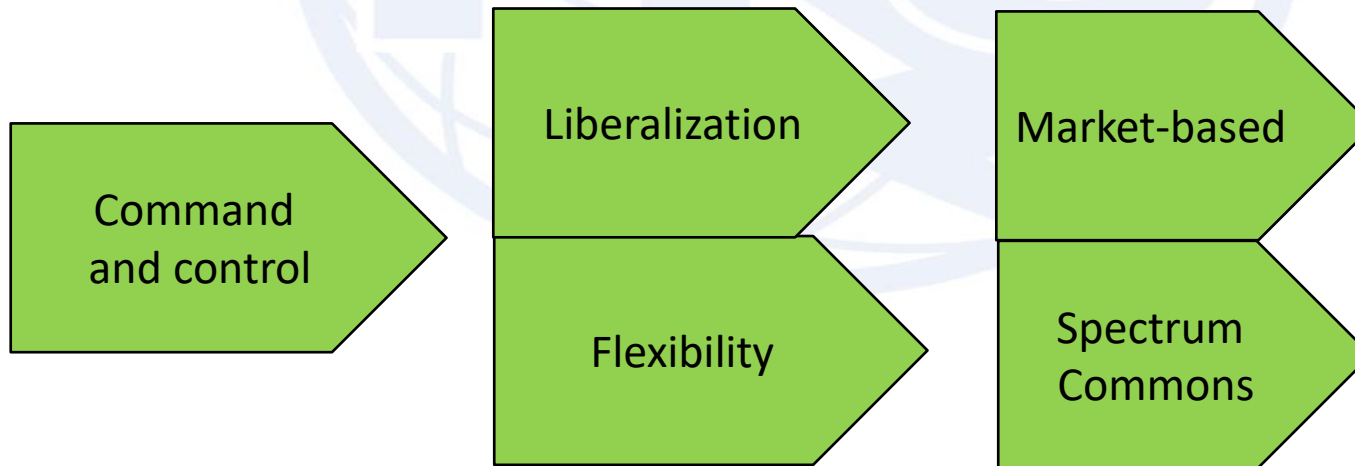 Command
and control
Liberalization
Flexibility
Market-based
Spectrum
Commons